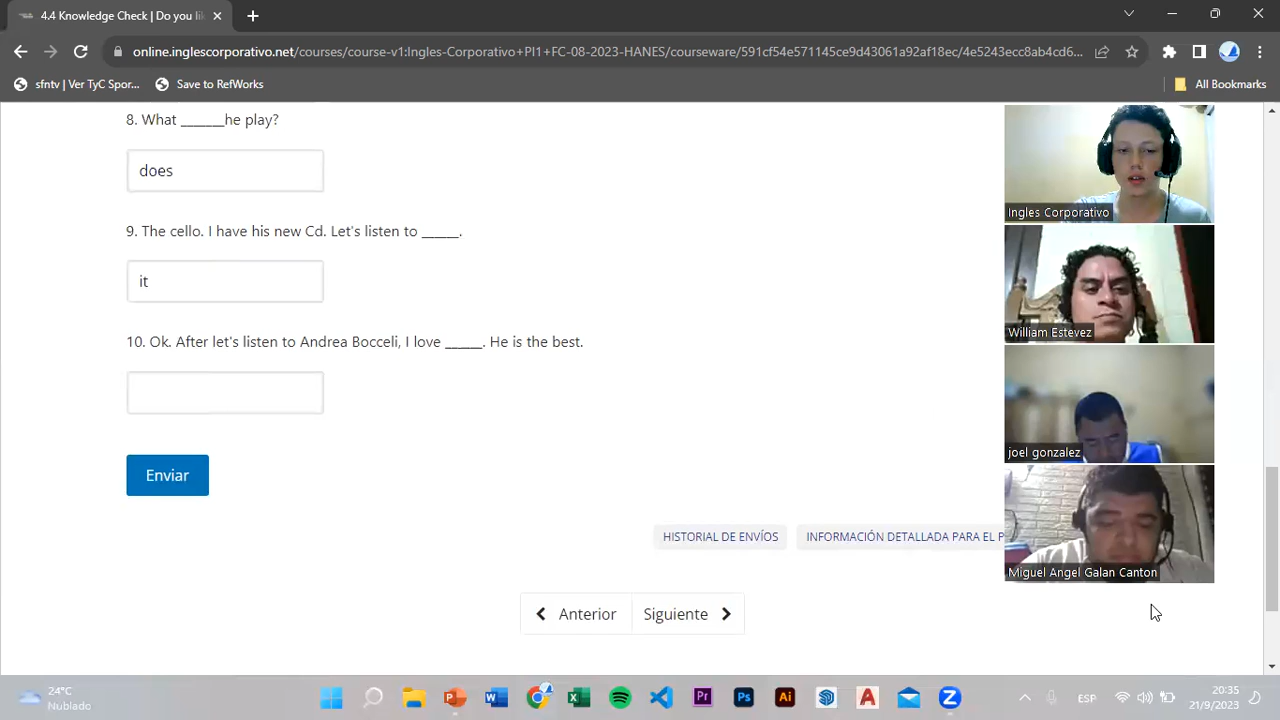 4.4 Knowledge Check | Do you li
online.inglescorporativo.net/courses/course-v1:Ingles-Corporativo+PI1+FC-08-2023-HANES/courseware/591cf54e571145ce9d43061a92af18ec/4e5243ecc8ab4cd6...
sfntv | Ver TyC Spor... Save to RefWorks All Bookmarks
8. What _______he play?
does
9. The cello. I have his new Cd. Let's listen to ______.
it
10. Ok. After let's listen to Andrea Bocceli, I love ______. He is the best.
Enviar
HISTORIAL DE ENVÍOS INFORMACIÓN DETALLADA PARA EL P
Anterior Siguiente
Ingles Corporativo
William Estevez
joel gonzalez
Miguel Angel Galan Canton
24°C
Nublado
ESP
20:35
21/9/2023